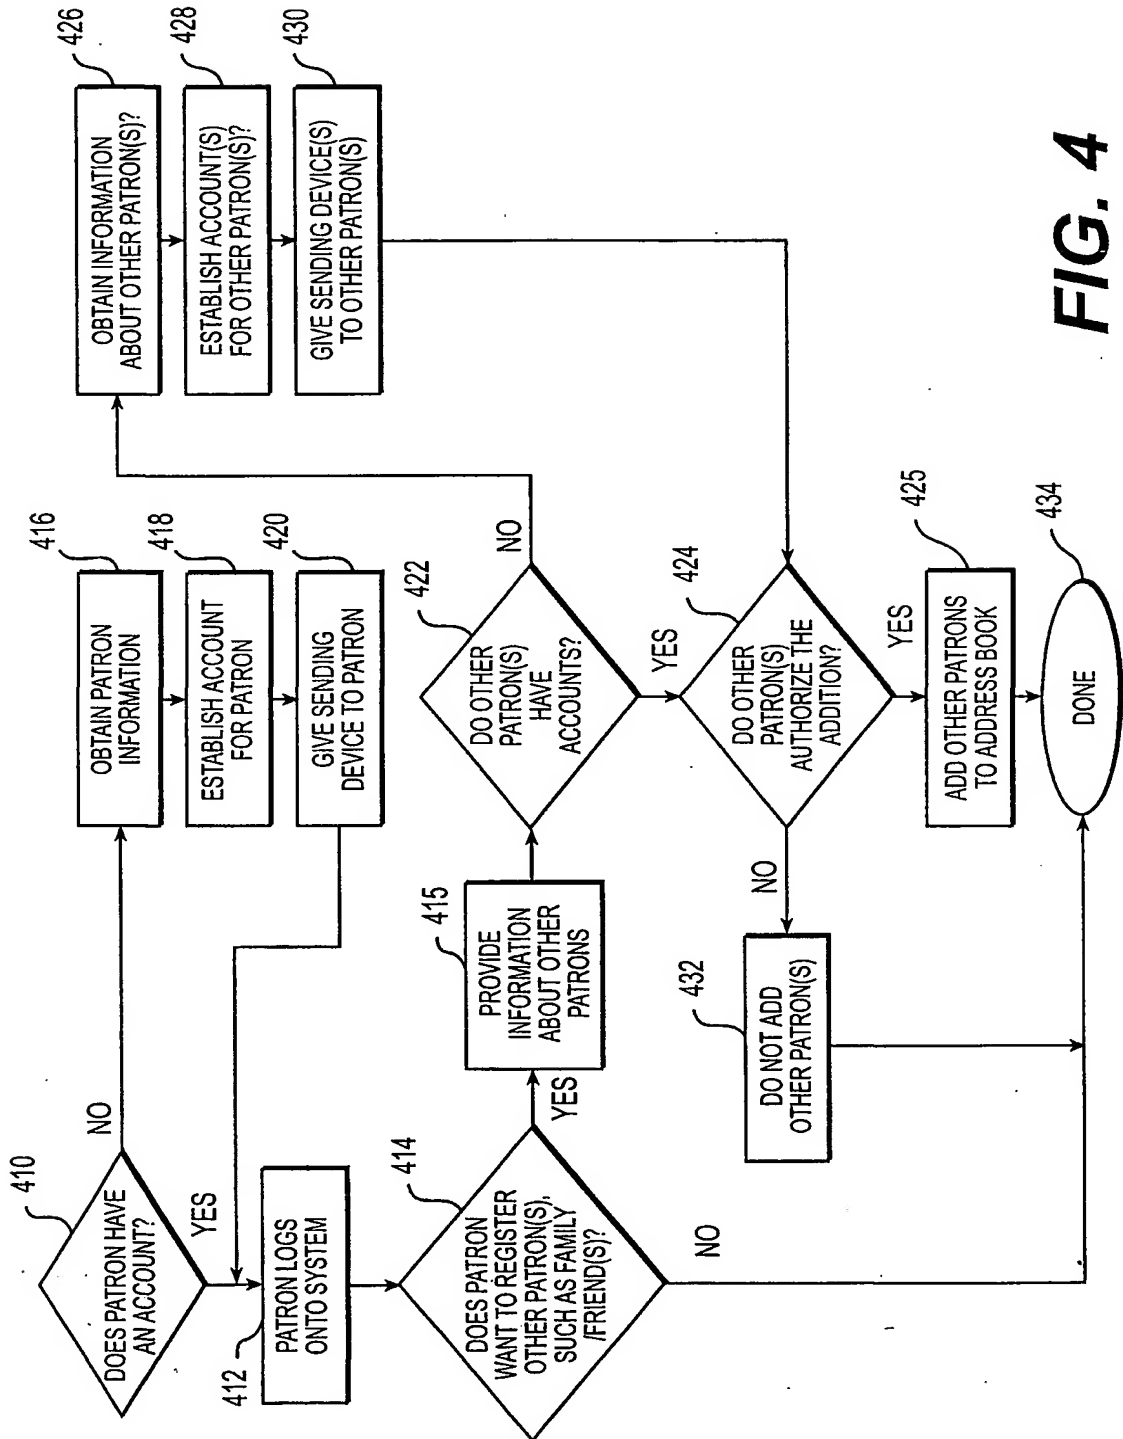 410
DOES PATRON HAVE
AN ACCOUNT?
NO
YES
416
OBTAIN PATRON
INFORMATION
418
ESTABLISH ACCOUNT
FOR PATRON
420
GIVE SENDING
DEVICE TO PATRON
412
PATRON LOGS
ONTO SYSTEM
414
DOES PATRON
WANT TO REGISTER
OTHER PATRON(S),
SUCH AS FAMILY
/FRIEND(S)?
YES
NO
415
PROVIDE
INFORMATION
ABOUT OTHER
PATRONS
422
DO OTHER
PATRON(S)
HAVE
ACCOUNTS?
NO
YES
426
OBTAIN INFORMATION
ABOUT OTHER PATRON(S)?
428
ESTABLISH ACCOUNT(S)
FOR OTHER PATRON(S)?
430
GIVE SENDING DEVICE(S)
TO OTHER PATRON(S)
424
DO OTHER
PATRON(S)
AUTHORIZE THE
ADDITION?
NO
YES
432
DO NOT ADD
OTHER PATRON(S)
425
ADD OTHER PATRONS
TO ADDRESS BOOK
434
DONE
FIG. 4